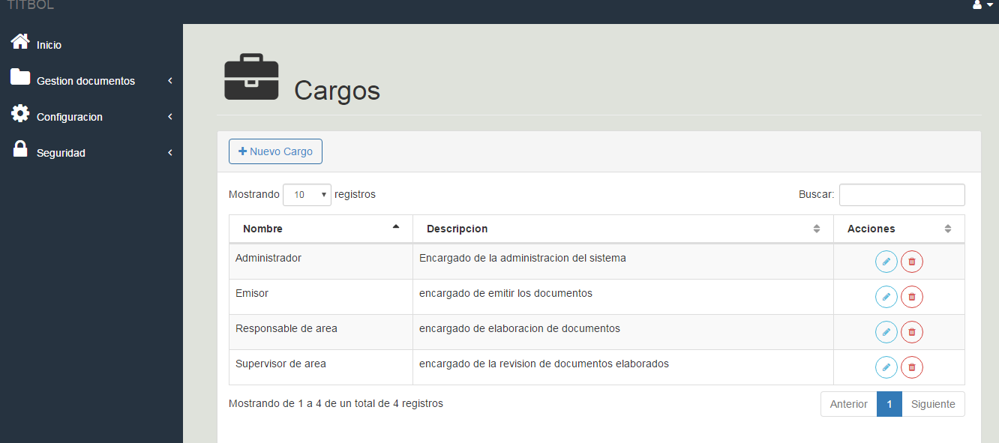 TITBOL
Inicio
Gestion documentos
Configuracion
Seguridad
Cargos
Nuevo Cargo
Mostrando 10 registros
Buscar:
Nombre Descripcion Acciones
Administrador Encargado de la administracion del sistema
Emisor encargado de emitir los documentos
Responsable de area encargado de elaboracion de documentos
Supervisor de area encargado de la revision de documentos elaborados
Mostrando de 1 a 4 de un total de 4 registros
Anterior 1 Siguiente